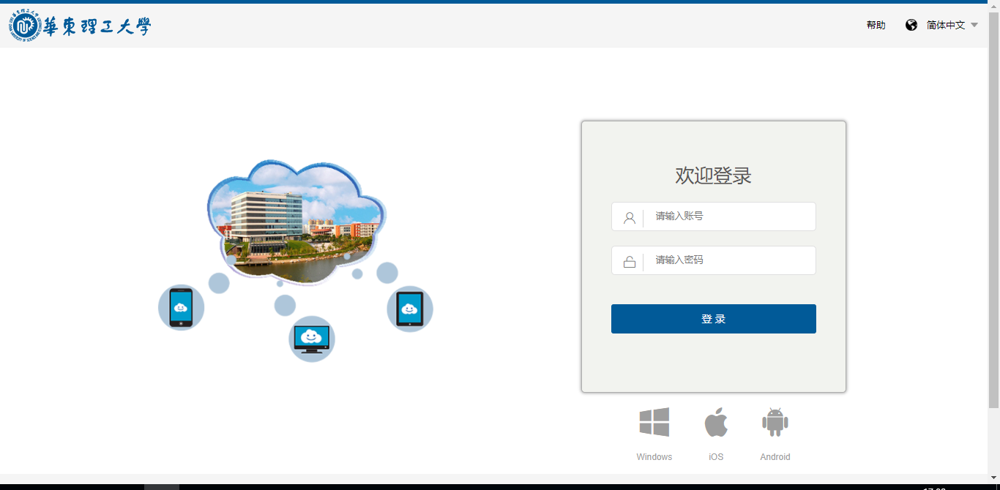 華東理工大學
帮助
简体中文
欢迎登录
请输入账号
请输入密码
登 录
Windows
iOS
Android